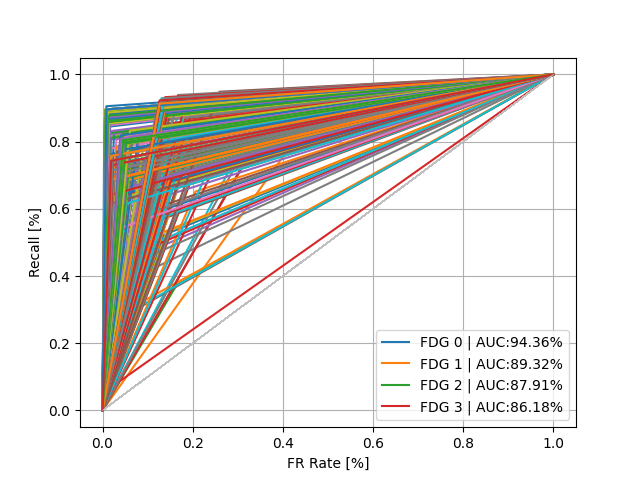 1.0
0.8
0.6
0.4
0.2
0.0
Recall [%]
0.0 0.2 0.4 0.6 0.8 1.0
FR Rate [%]
FDG 0 | AUC:94.36%
FDG 1 | AUC:89.32%
FDG 2 | AUC:87.91%
FDG 3 | AUC:86.18%